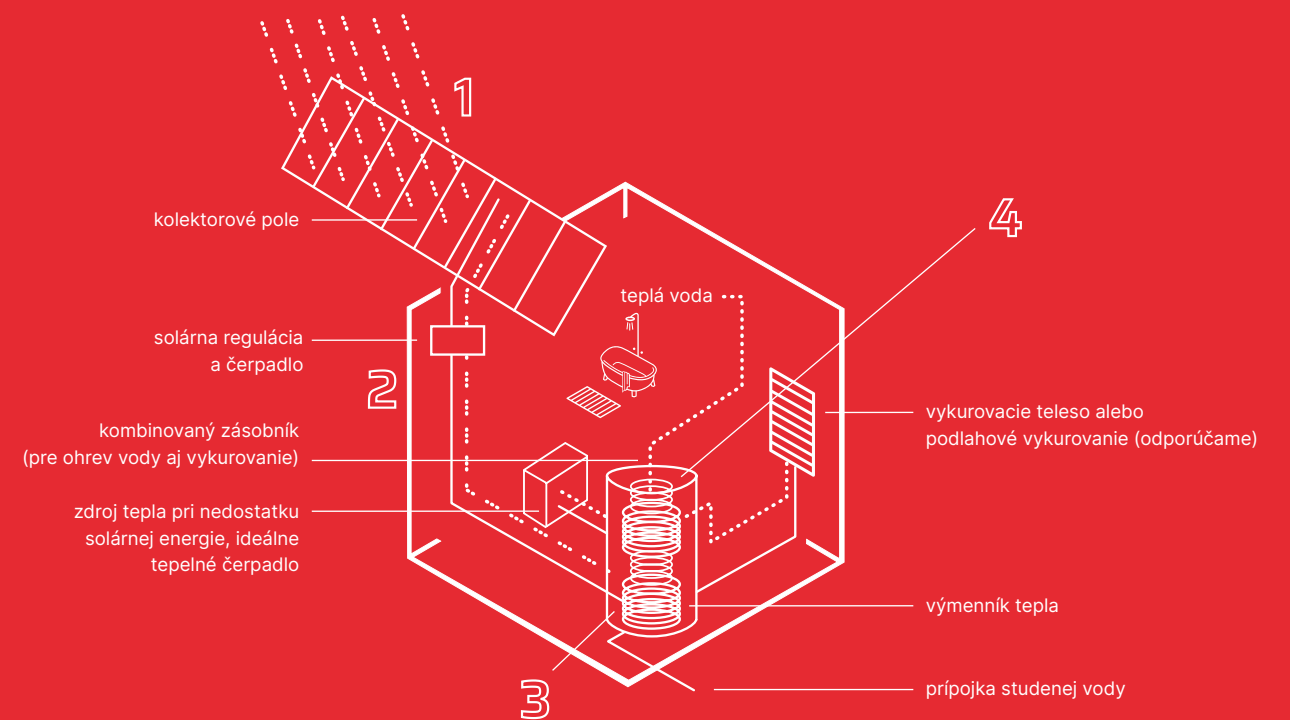 1
kolektorové pole
4
teplá voda
solárna regulácia
a čerpadlo
2
vykurovacie teleso alebo
podlahové vykurovanie (odporúčame)
kombinovaný zásobník
(pre ohrev vody aj vykurovanie)
zdroj tepla pri nedostatku
solárnej energie, ideálne
tepelné čerpadlo
výmenník tepla
3
prípojka studenej vody